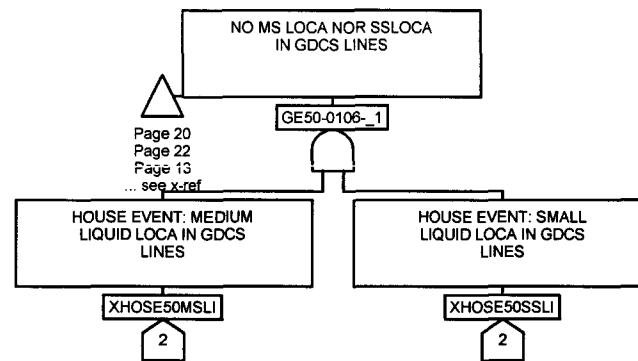 NO MS LOCA NOR SSLOCA
IN GDCS LINES
GE50-0106-_1
Page 20
Page 22
Page 13
... see x-ref
HOUSE EVENT: MEDIUM
LIQUID LOCA IN GDCS
LINES
HOUSE EVENT: SMALL
LIQUID LOCA IN GDCS
LINES
XHOSE50MSLI
XHOSE50SSLI
2
2